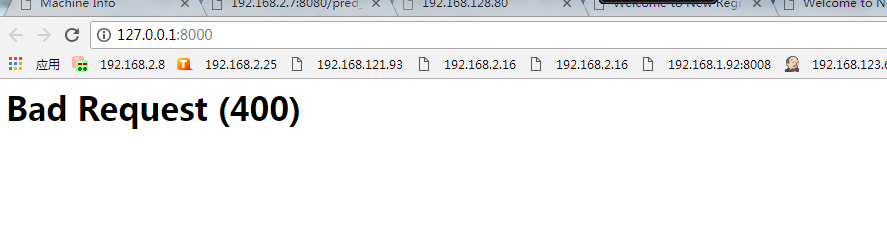 Machine Info 192.168.2.7:8080/pred_ 192.168.128.80 Welcome to New Regi Welcome to N
127.0.0.1:8000
应用 192.168.2.8 192.168.2.25 192.168.121.93 192.168.2.16 192.168.2.16 192.168.1.92:8008 192.168.123.6
Bad Request (400)